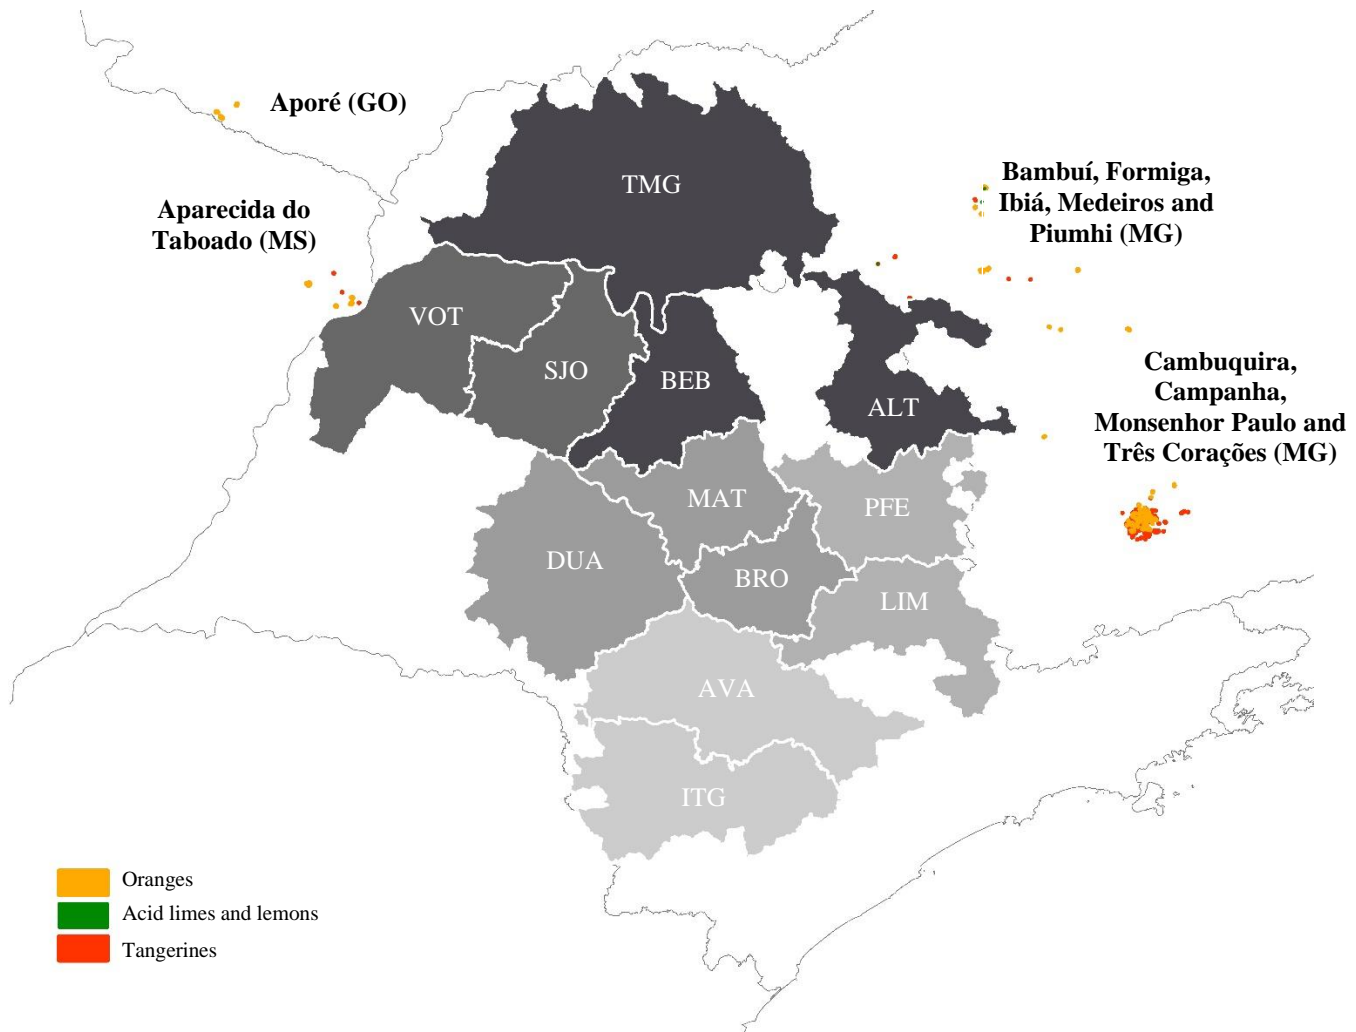 Aporé (GO)
TMG
Bambuí, Formiga,
Ibiá, Medeiros and
Piumhi (MG)
Aparecida do
Taboado (MS)
VOT
SJO
BEB
ALT
Cambuquira,
Campanha,
Monsenhor Paulo and
Três Corações (MG)
MAT
PFE
DUA
BRO
LIM
AVA
ITG
Oranges
Acid limes and lemons
Tangerines